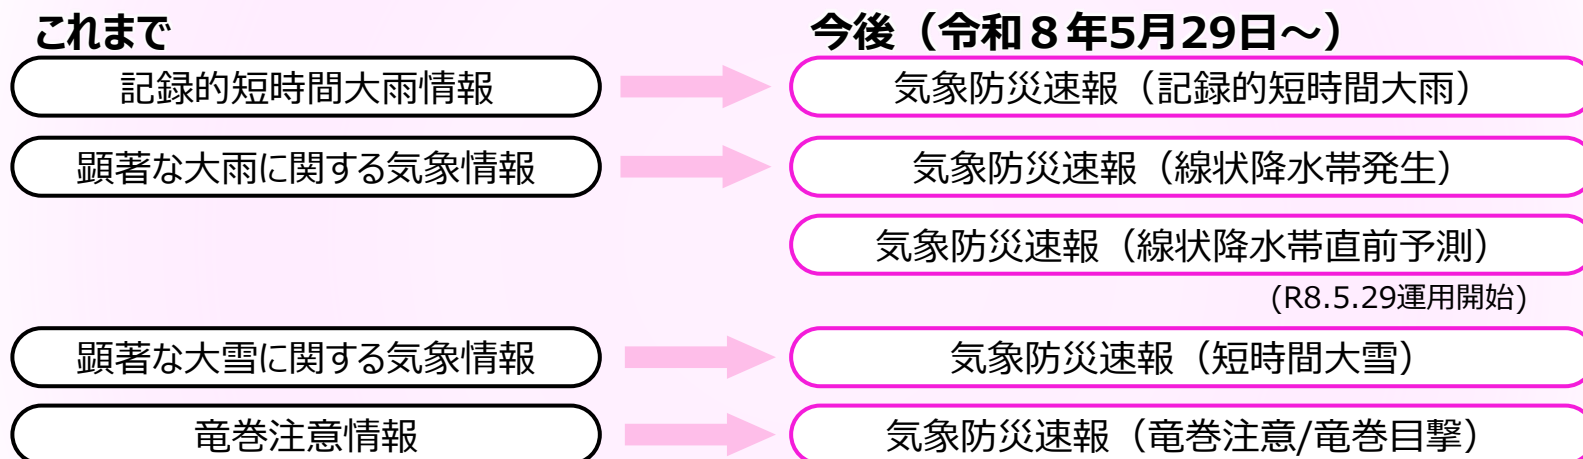 これまで
今後（令和８年5月29日～）
記録的短時間大雨情報
気象防災速報（記録的短時間大雨）
顕著な大雨に関する気象情報
気象防災速報（線状降水帯発生）
気象防災速報（線状降水帯直前予測）
(R8.5.29運用開始)
顕著な大雪に関する気象情報
気象防災速報（短時間大雪）
竜巻注意情報
気象防災速報（竜巻注意/竜巻目撃）